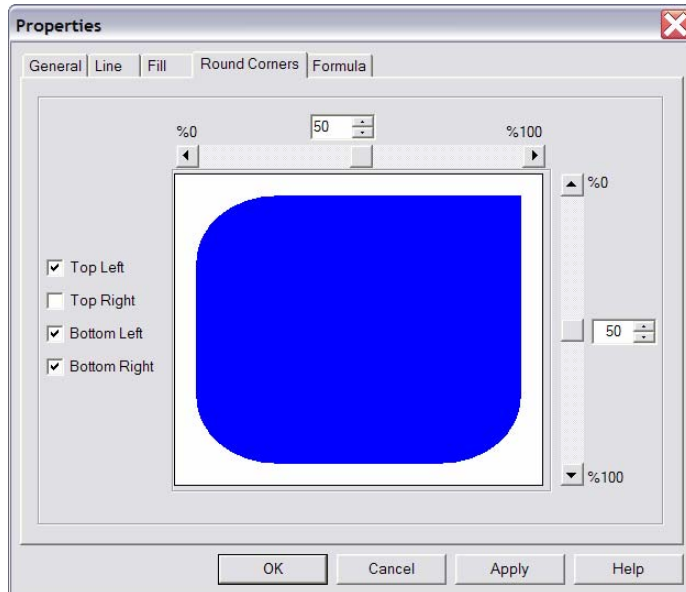 Properties
General Line Fill Round Corners Formula
%0 50 %100
%0
Top Left
Top Right
Bottom Left
Bottom Right
50
%100
OK Cancel Apply Help